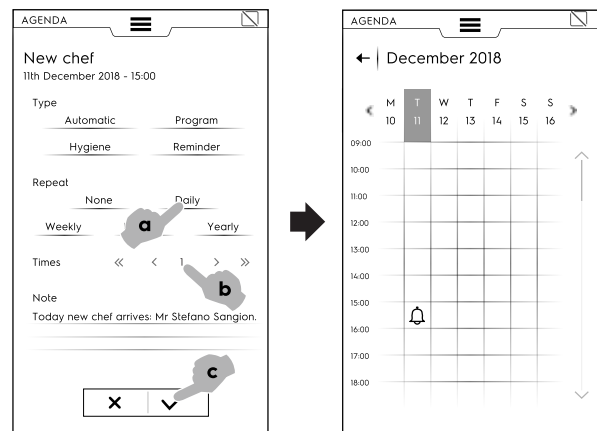 AGENDA
New chef
11th December 2018 - 15:00
Type
Automatic Program
Hygiene Reminder
Repeat
None Daily
Weekly Yearly
a
Times << < 1 > >>
b
Note
Today new chef arrives: Mr Stefano Sangion.
c
AGENDA
December 2018
M T W T F S S
10 11 12 13 14 15 16
09:00
10:00
11:00
12:00
13:00
14:00
15:00
16:00
17:00
18:00